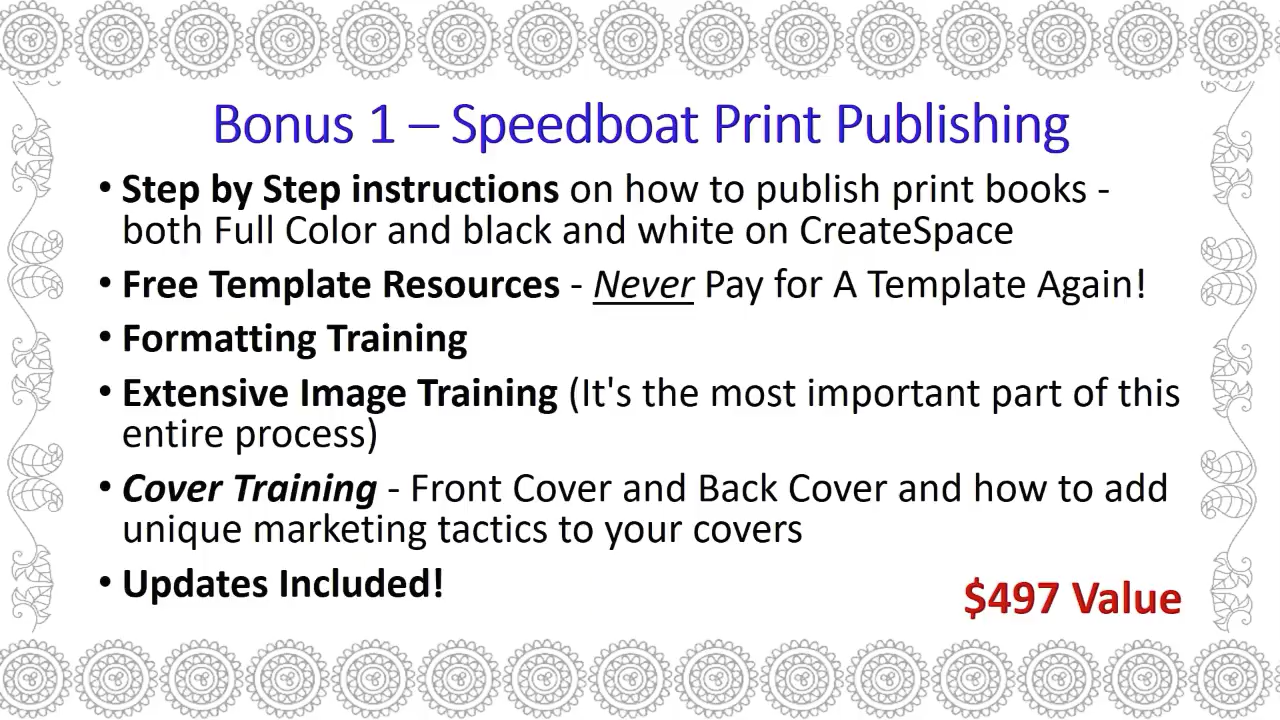 Bonus 1 – Speedboat Print Publishing
• Step by Step instructions on how to publish print books -
both Full Color and black and white on CreateSpace
• Free Template Resources - Never Pay for A Template Again!
• Formatting Training
• Extensive Image Training (It's the most important part of this
entire process)
• Cover Training - Front Cover and Back Cover and how to add
unique marketing tactics to your covers
• Updates Included!
$497 Value